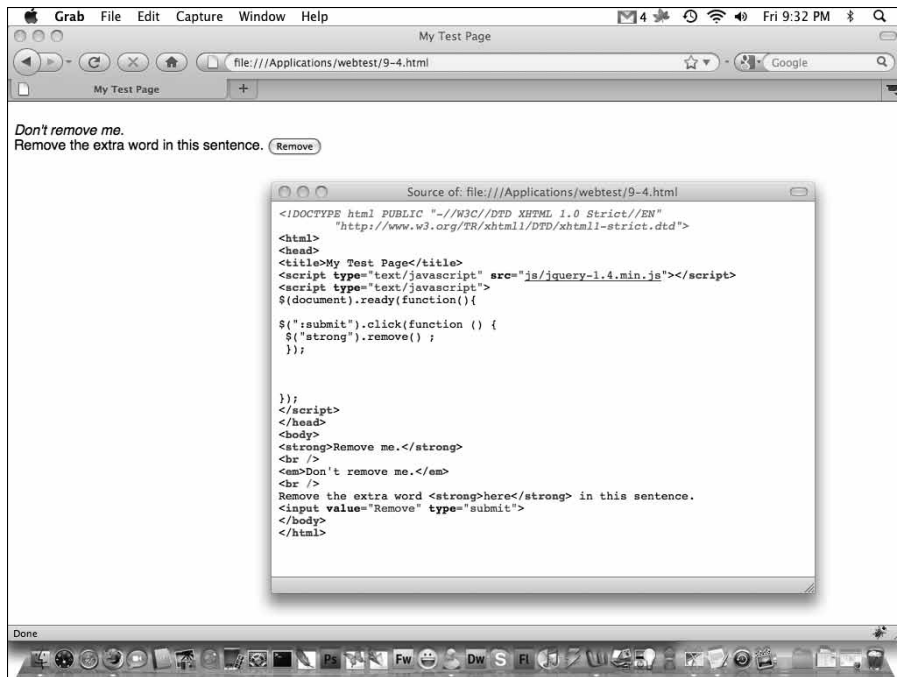 Grab File Edit Capture Window Help 4 Fri 9:32 PM
My Test Page
file:///Applications/webtest/9-4.html Google
My Test Page +
Don't remove me.
Remove the extra word in this sentence. Remove
Source of: file:///Applications/webtest/9-4.html
<!DOCTYPE html PUBLIC "-//W3C//DTD XHTML 1.0 Strict//EN"
"http://www.w3.org/TR/xhtml1/DTD/xhtml1-strict.dtd">
<html>
<head>
<title>My Test Page</title>
<script type="text/javascript" src="js/jquery-1.4.min.js"></script>
<script type="text/javascript">
$(document).ready(function(){
$(":submit").click(function () {
$("strong").remove() ;
});
});
</script>
</head>
<body>
<strong>Remove me.</strong>
<br />
<em>Don't remove me.</em>
<br />
Remove the extra word <strong>here</strong> in this sentence.
<input value="Remove" type="submit">
</body>
</html>
Done
Ps Fw Dw S Fl